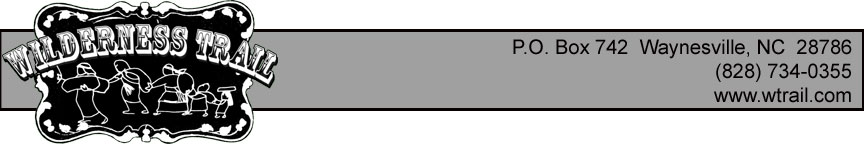 WILDERNESS TRAIL
P.O. Box 742  Waynesville, NC  28786
(828) 734-0355
www.wtrail.com